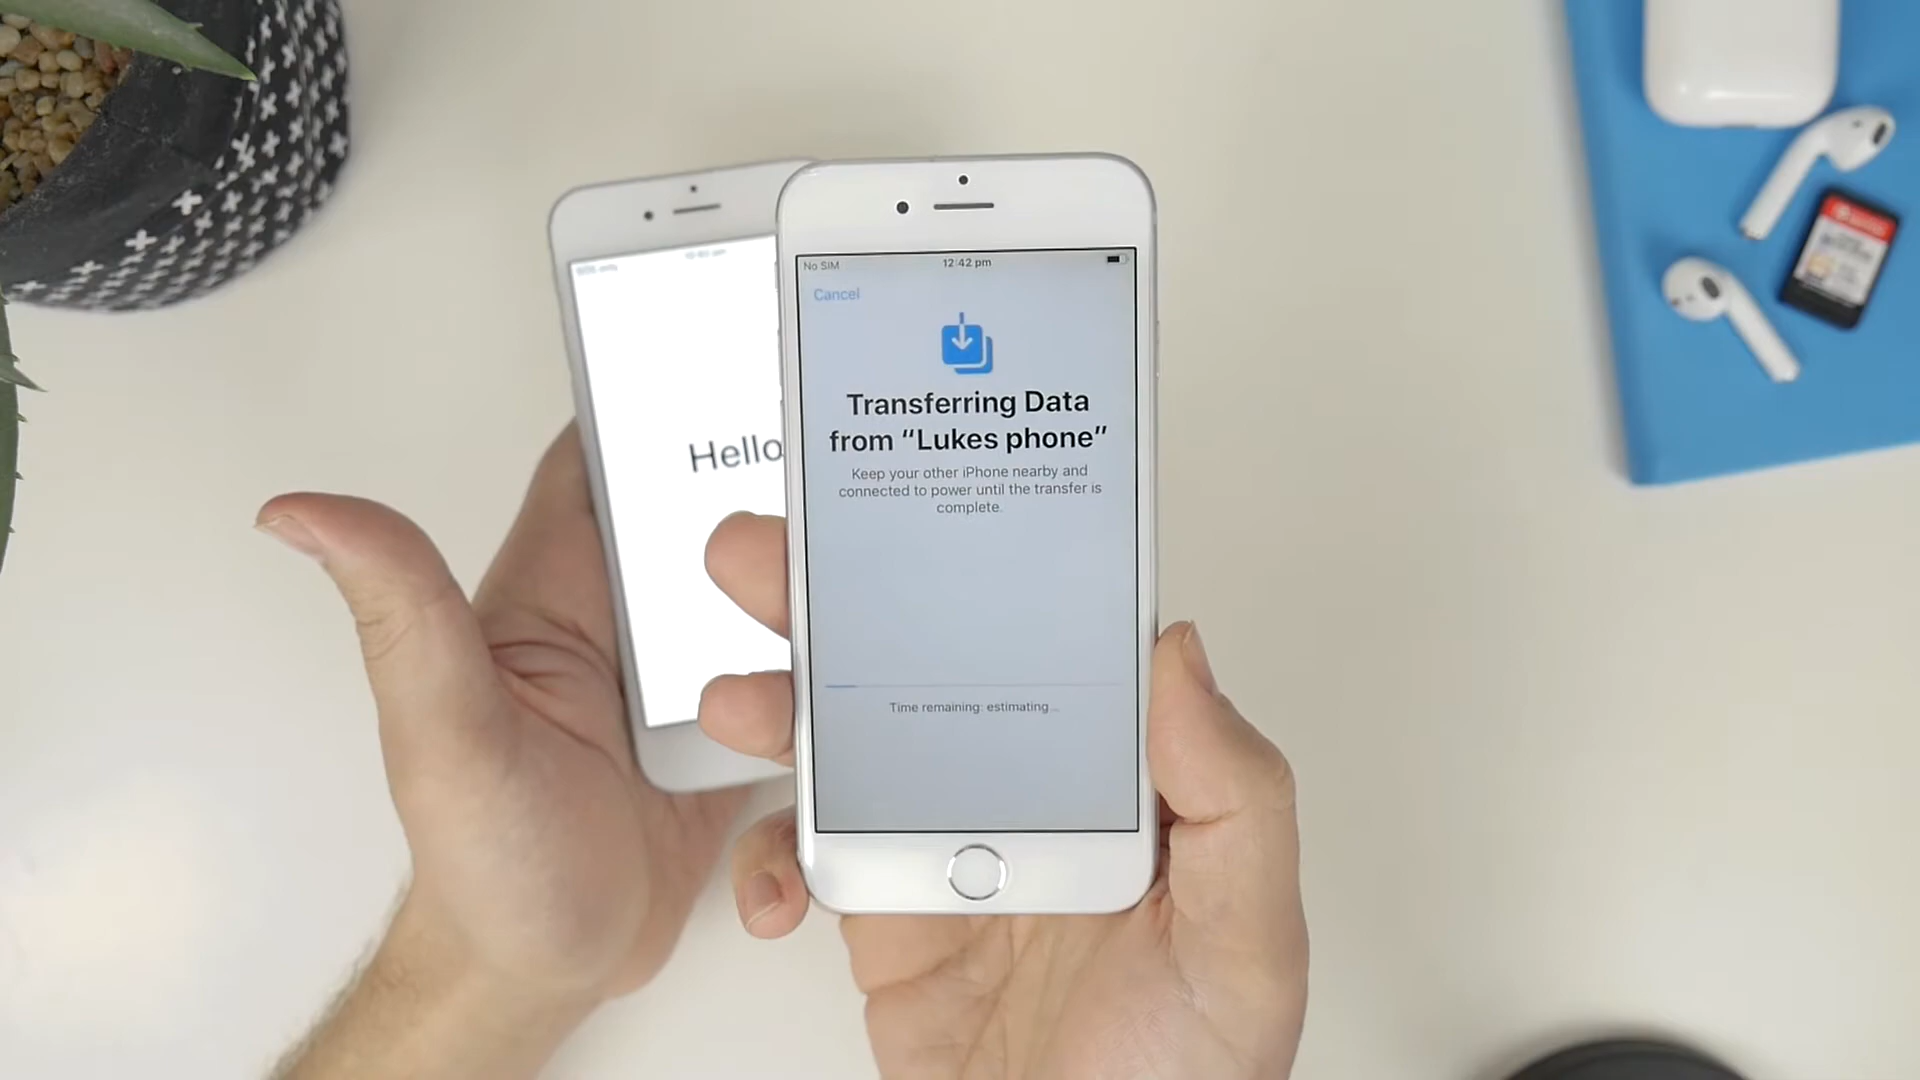 No SIM 12:42 pm
Cancel
Transferring Data
from “Lukes phone”
Keep your other iPhone nearby and
connected to power until the transfer is
complete.
Time remaining: estimating...
Hello